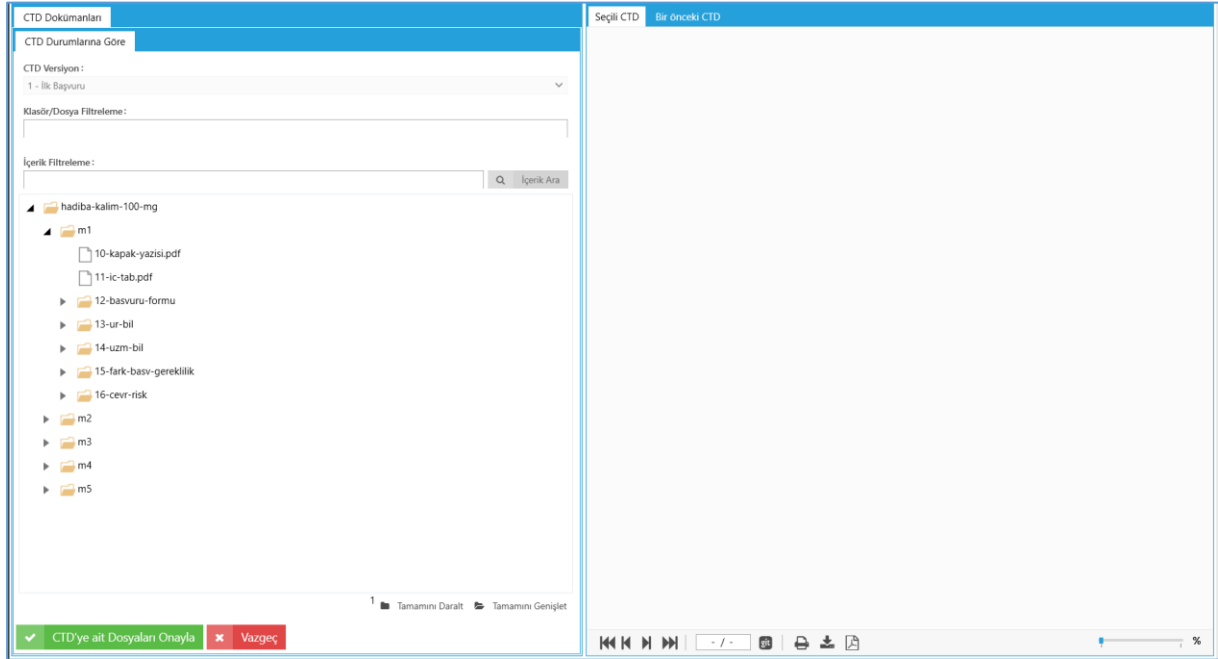 CTD Dokümanları
CTD Durumlarına Göre
CTD Versiyon :
1 - İlk Başvuru
Klasör/Dosya Filtreleme :
İçerik Filtreleme :
İçerik Ara
hadiba-kalim-100-mg
m1
10-kapak-yazisi.pdf
11-ic-tab.pdf
12-basvuru-formu
13-ur-bil
14-uzm-bil
15-fark-basv-gereklilik
16-cevr-risk
m2
m3
m4
m5
1 Tamamını Daralt Tamamını Genişlet
CTD'ye ait Dosyaları Onayla Vazgeç
Seçili CTD Bir önceki CTD
- / - git %